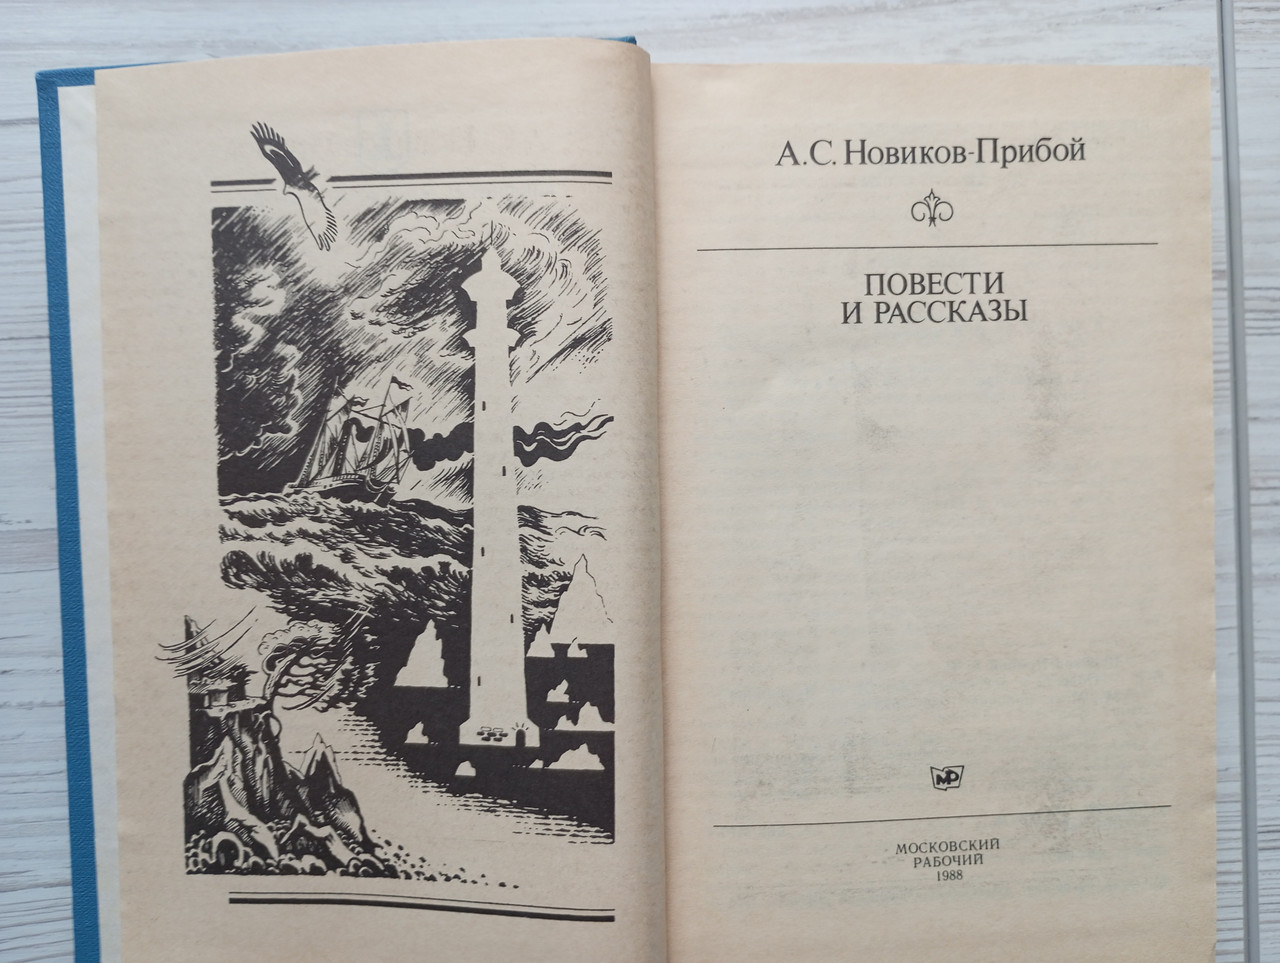 А.С. Новиков-Прибой
ПОВЕСТИ
И РАССКАЗЫ
МР
МОСКОВСКИЙ
РАБОЧИЙ
1988